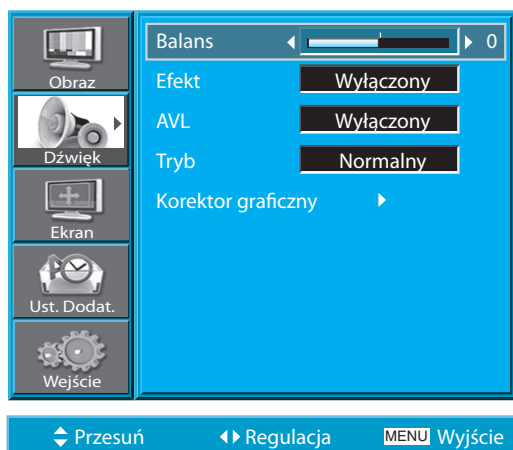 Obraz
Dźwięk
Ekran
Ust. Dodat.
Wejście
Balans 0
Efekt Wyłączony
AVL Wyłączony
Tryb Normalny
Korektor graficzny
Przesuń Regulacja MENU Wyjście